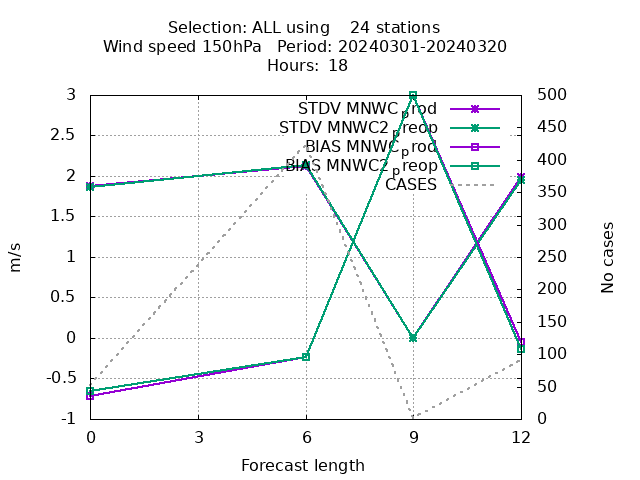 Selection: ALL using    24 stations
Wind speed 150hPa   Period: 20240301-20240320
Hours: 18
3
2.5
2
1.5
1
0.5
0
-0.5
-1
500
450
400
350
300
250
200
150
100
50
0
STDV MNWC_prod
STDV MNWC2_preop
BIAS MNWC_prod
BIAS MNWC2_preop
CASES
m/s
No cases
0 3 6 9 12
Forecast length